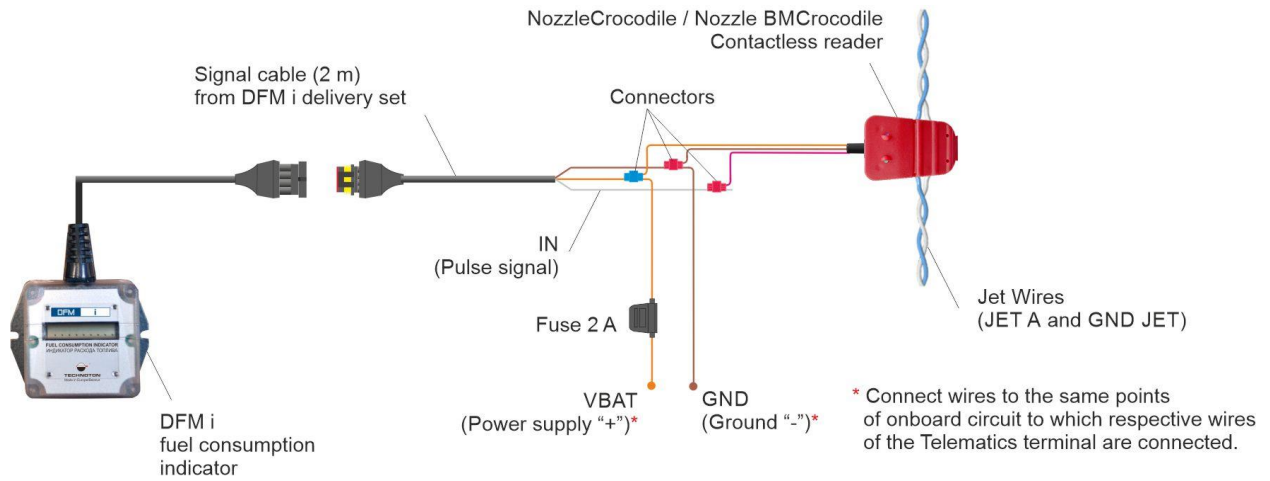 NozzleCrocodile / Nozzle BMCrocodile
Contactless reader
Signal cable (2 m)
from DFM i delivery set
Connectors
IN
(Pulse signal)
Jet Wires
(JET A and GND JET)
Fuse 2 A
DFM i
FUEL CONSUMPTION INDICATOR
ИНДИКАТОР РАСХОДА ТОПЛИВА
TECHNOTON
VBAT
(Power supply “+”)*
GND
(Ground “-”)*
* Connect wires to the same points
of onboard circuit to which respective wires
of the Telematics terminal are connected.
DFM i
fuel consumption
indicator